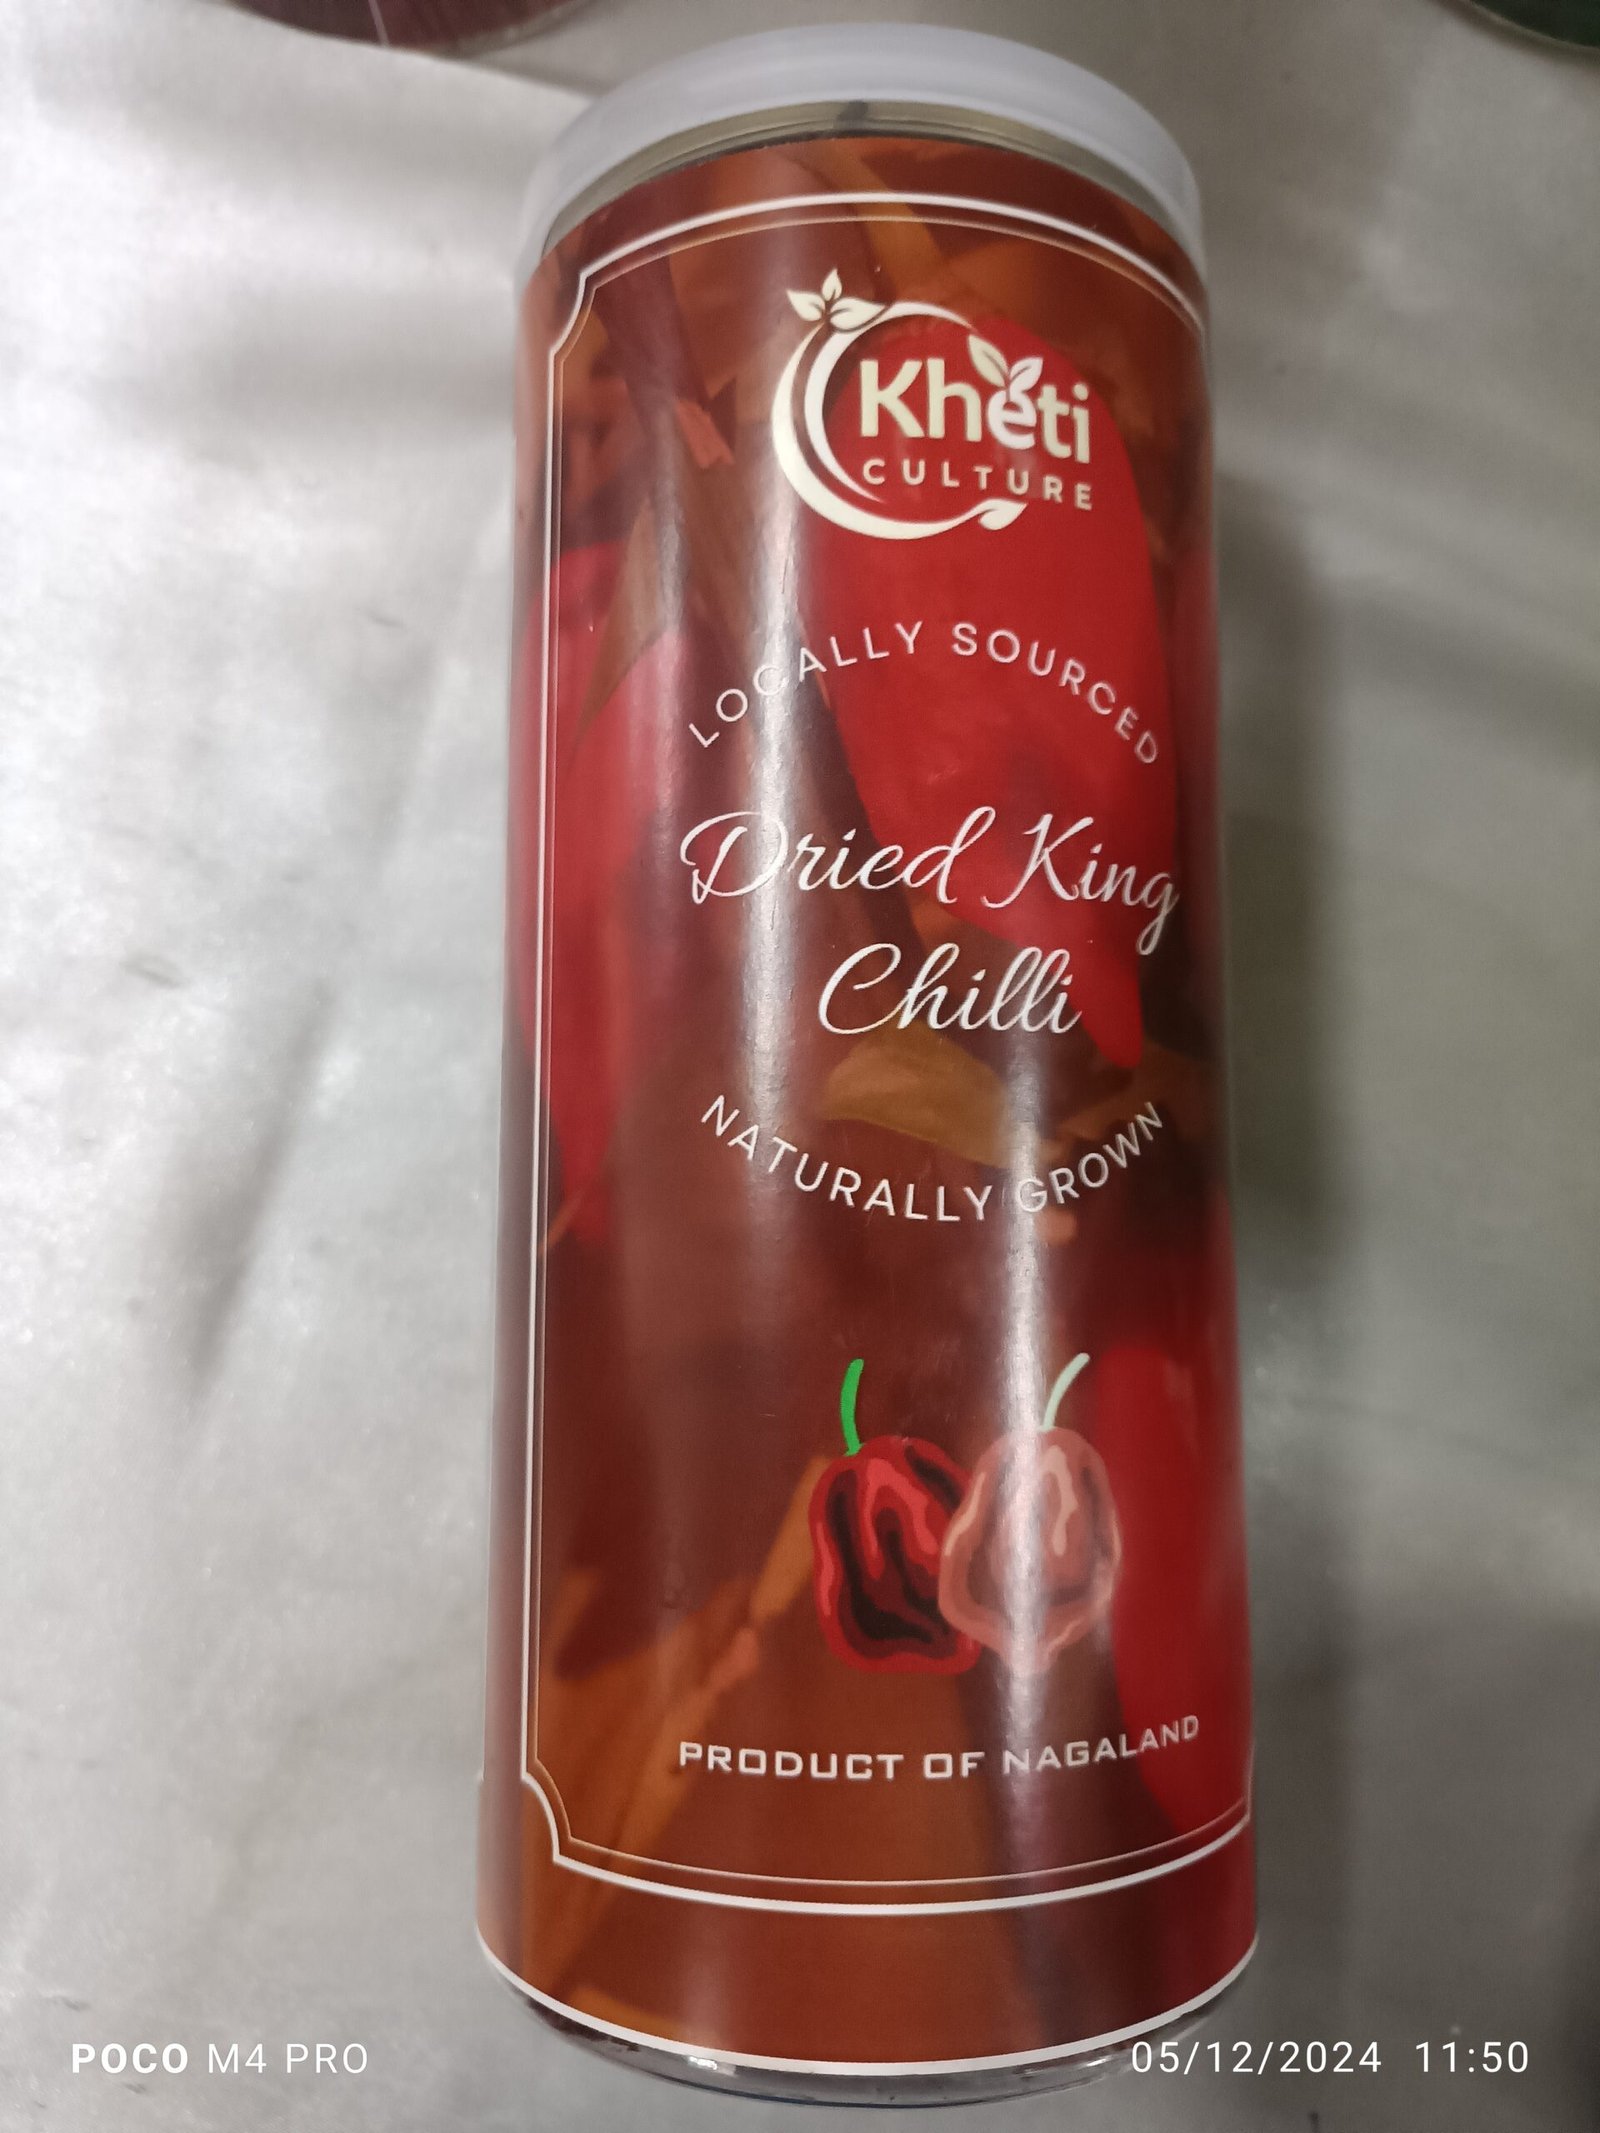 Kheti
CULTURE
LOCALLY SOURCED
Dried King
Chilli
NATURALLY GROWN
PRODUCT OF NAGALAND
POCO M4 PRO
05/12/2024 11:50